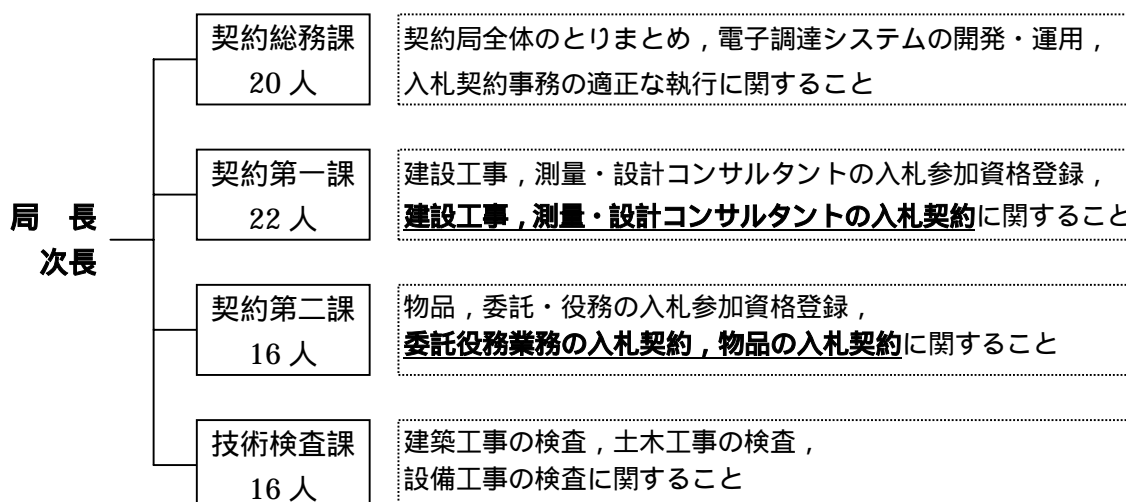 契約総務課
20 人
契約局全体のとりまとめ，電子調達システムの開発・運用，
入札契約事務の適正な執行に関すること
局　長
次長
契約第一課
22 人
建設工事，測量・設計コンサルタントの入札参加資格登録，
建設工事，測量・設計コンサルタントの入札契約に関すること
契約第二課
16 人
物品，委託・役務の入札参加資格登録，
委託役務業務の入札契約，物品の入札契約に関すること
技術検査課
16 人
建築工事の検査，土木工事の検査，
設備工事の検査に関すること